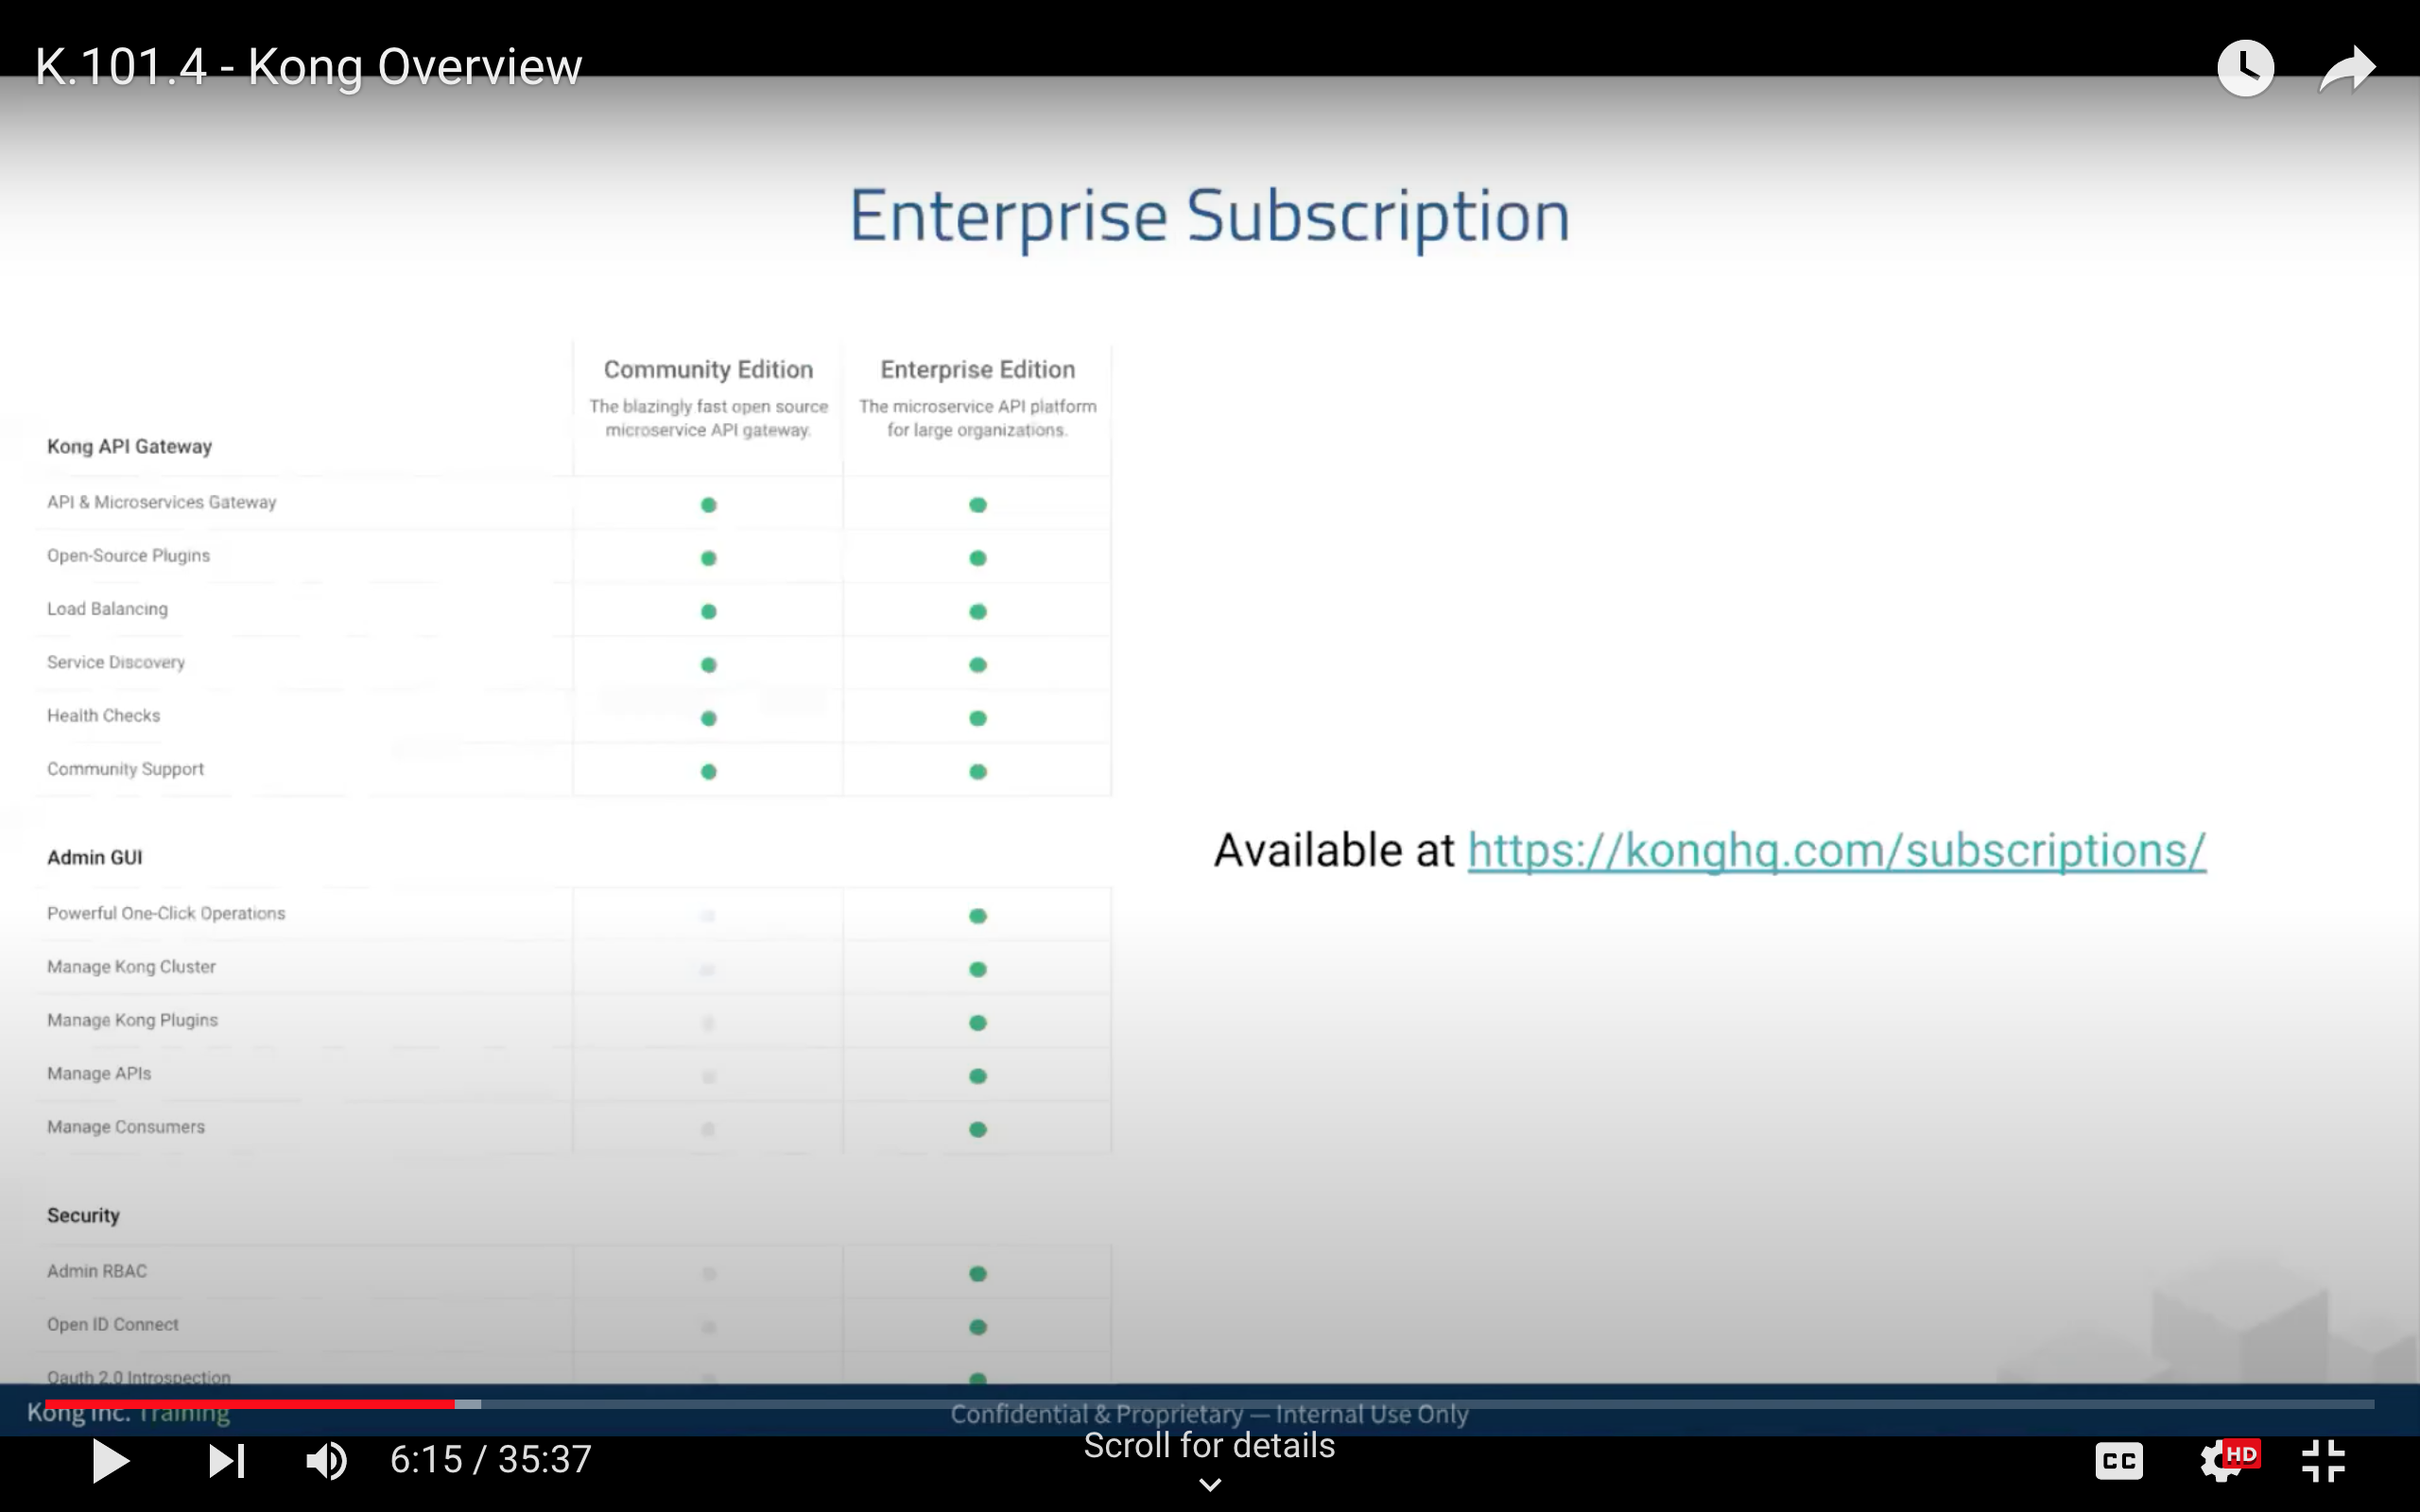 K.101.4 - Kong Overview
Enterprise Subscription
Community Edition
The blazingly fast open source
microservice API gateway.
Enterprise Edition
The microservice API platform
for large organizations.
Kong API Gateway
API & Microservices Gateway
Open-Source Plugins
Load Balancing
Service Discovery
Health Checks
Community Support
Available at https://konghq.com/subscriptions/
Admin GUI
Powerful One-Click Operations
Manage Kong Cluster
Manage Kong Plugins
Manage APIs
Manage Consumers
Security
Admin RBAC
Open ID Connect
Oauth 2.0 Introspection
Kong Inc. Training
Confidential & Proprietary — Internal Use Only
6:15 / 35:37
Scroll for details
CC
HD